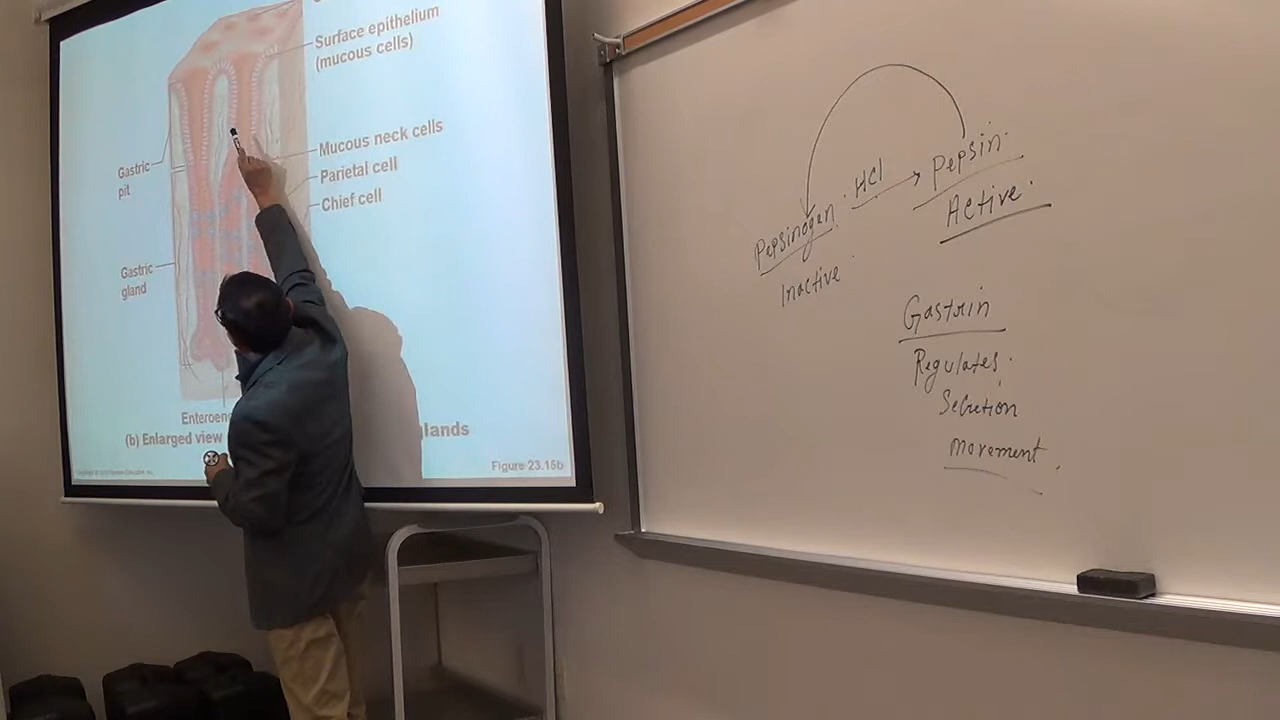 Surface epithelium
(mucous cells)
Gastric
pit
Mucous neck cells
Parietal cell
Chief cell
Gastric
gland
(b) Enlarged view
lands
Figure 23.15b
HCl
Pepsin.
Active.
Pepsinogen
Inactive
Gastrin
Regulates.
Secretion
movement